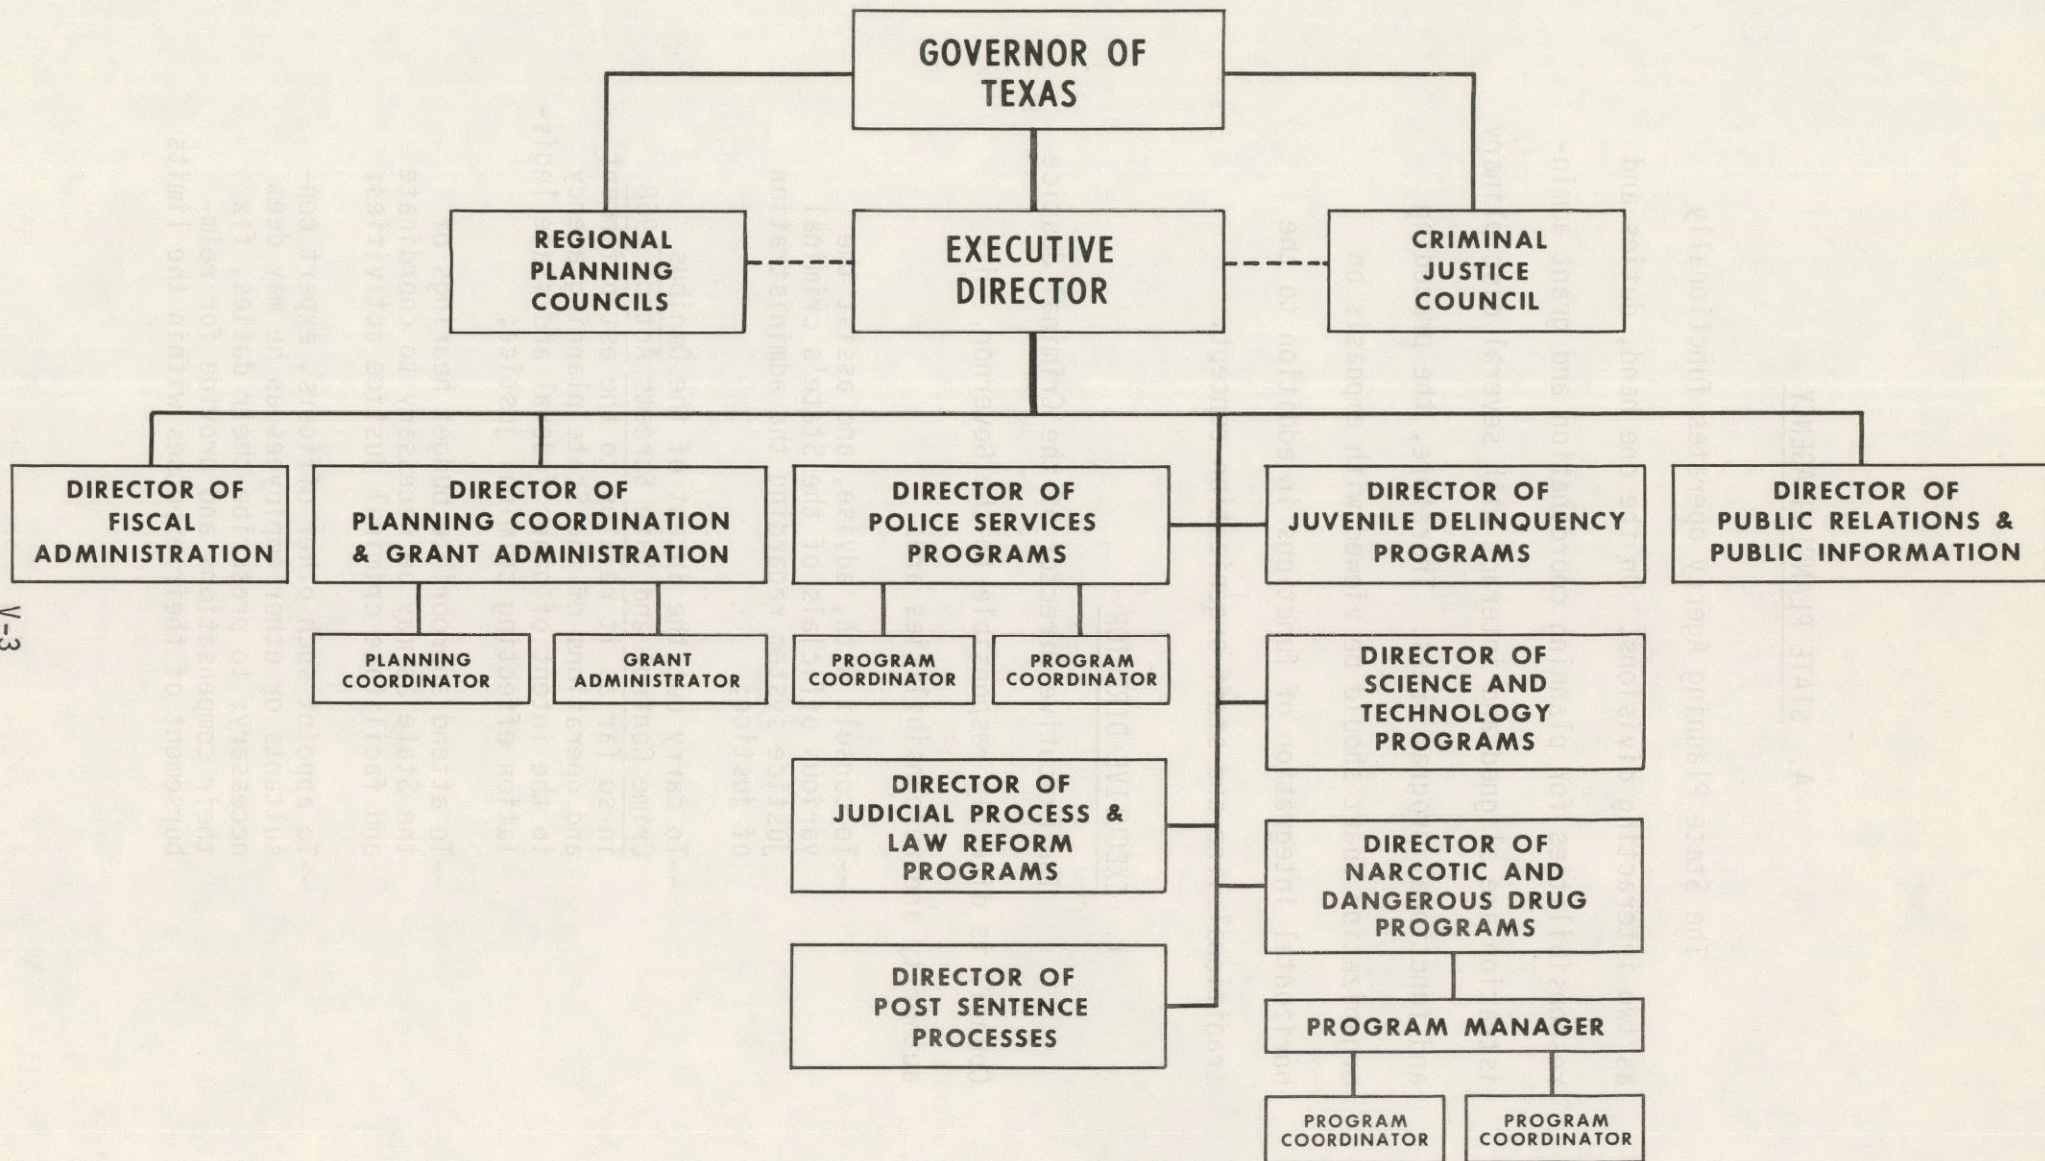 GOVERNOR OF
TEXAS
REGIONAL
PLANNING
COUNCILS
EXECUTIVE
DIRECTOR
CRIMINAL
JUSTICE
COUNCIL
DIRECTOR OF
FISCAL
ADMINISTRATION
DIRECTOR OF
PLANNING COORDINATION
& GRANT ADMINISTRATION
DIRECTOR OF
POLICE SERVICES
PROGRAMS
DIRECTOR OF
JUVENILE DELINQUENCY
PROGRAMS
DIRECTOR OF
PUBLIC RELATIONS &
PUBLIC INFORMATION
PLANNING
COORDINATOR
GRANT
ADMINISTRATOR
PROGRAM
COORDINATOR
PROGRAM
COORDINATOR
DIRECTOR OF
SCIENCE AND
TECHNOLOGY
PROGRAMS
DIRECTOR OF
JUDICIAL PROCESS &
LAW REFORM
PROGRAMS
DIRECTOR OF
NARCOTIC AND
DANGEROUS DRUG
PROGRAMS
DIRECTOR OF
POST SENTENCE
PROCESSES
PROGRAM MANAGER
PROGRAM
COORDINATOR
PROGRAM
COORDINATOR
V-3